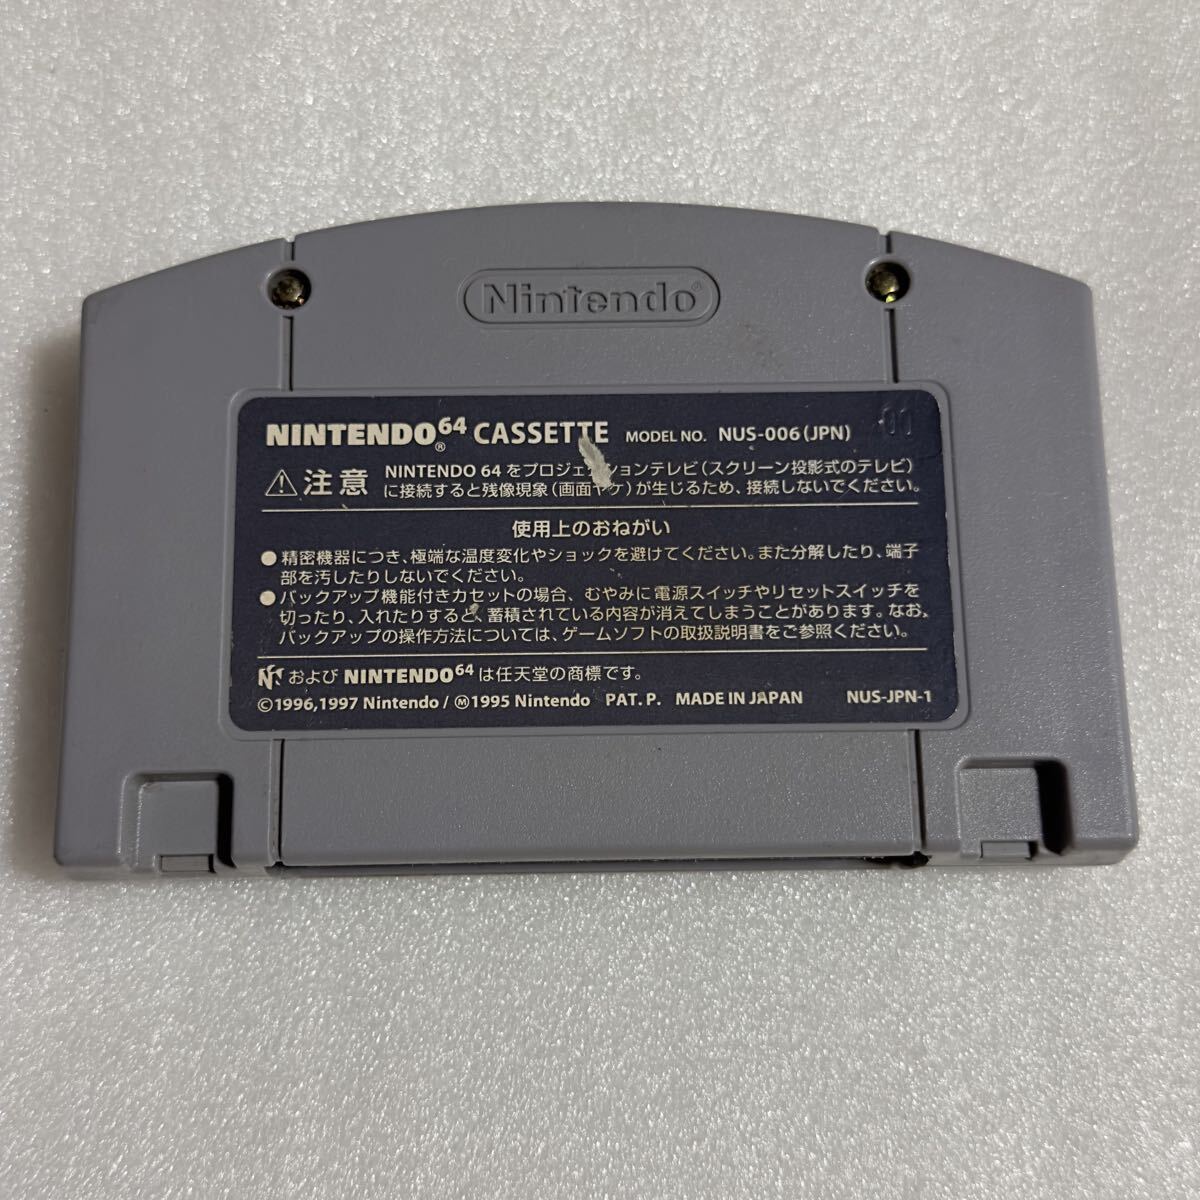 Nintendo®
NINTENDO64® CASSETTE MODEL NO. NUS-006(JPN) 00
⚠注意 NINTENDO 64をプロジェクションテレビ(スクリーン投影式のテレビ)
に接続すると残像現象(画面ヤケ)が生じるため、接続しないでください。
使用上のおねがい
●精密機器につき、極端な温度変化やショックを避けてください。また分解したり、端子
部を汚したりしないでください。
●バックアップ機能付きカセットの場合、むやみに電源スイッチやリセットスイッチを
切ったり、入れたりすると、蓄積されている内容が消えてしまうことがあります。なお、
バックアップの操作方法については、ゲームソフトの取扱説明書をご参照ください。
および NINTENDO64 は任天堂の商標です。
©1996,1997 Nintendo / Ⓜ1995 Nintendo PAT. P. MADE IN JAPAN NUS-JPN-1